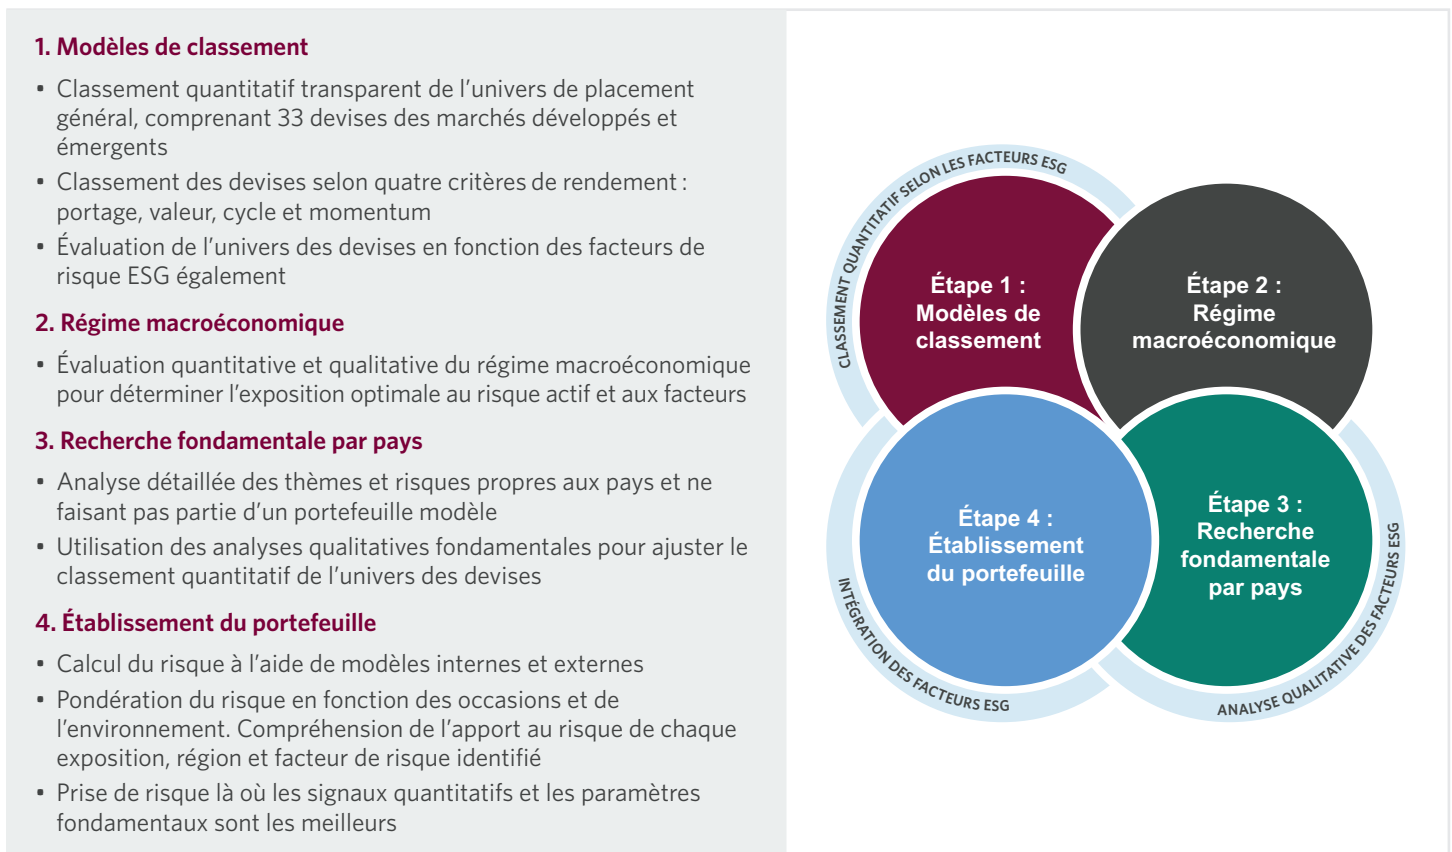 1. Modèles de classement
• Classement quantitatif transparent de l’univers de placement
général, comprenant 33 devises des marchés développés et
émergents
• Classement des devises selon quatre critères de rendement :
portage, valeur, cycle et momentum
• Évaluation de l’univers des devises en fonction des facteurs de
risque ESG également
2. Régime macroéconomique
• Évaluation quantitative et qualitative du régime macroéconomique
pour déterminer l’exposition optimale au risque actif et aux facteurs
3. Recherche fondamentale par pays
• Analyse détaillée des thèmes et risques propres aux pays et ne
faisant pas partie d’un portefeuille modèle
• Utilisation des analyses qualitatives fondamentales pour ajuster le
classement quantitatif de l’univers des devises
4. Établissement du portefeuille
• Calcul du risque à l’aide de modèles internes et externes
• Pondération du risque en fonction des occasions et de
l’environnement. Compréhension de l’apport au risque de chaque
exposition, région et facteur de risque identifié
• Prise de risque là où les signaux quantitatifs et les paramètres
fondamentaux sont les meilleurs
CLASSEMENT QUANTITATIF SELON LES FACTEURS ESG
Étape 1 :
Modèles de
classement
Étape 2 :
Régime
macroéconomique
Étape 3 :
Recherche
fondamentale
par pays
ANALYSE QUALITATIVE DES FACTEURS ESG
Étape 4 :
Établissement
du portefeuille
INTÉGRATION DES FACTEURS ESG